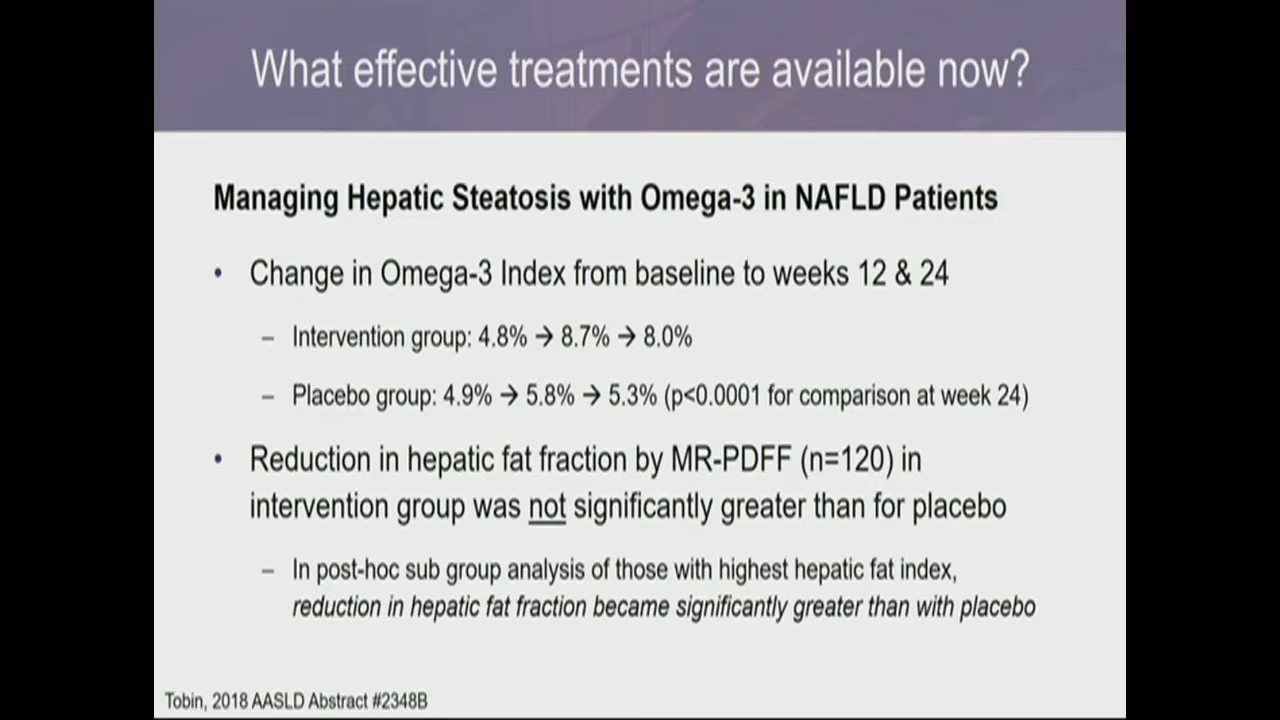 What effective treatments are available now?
Managing Hepatic Steatosis with Omega-3 in NAFLD Patients
• Change in Omega-3 Index from baseline to weeks 12 & 24
– Intervention group: 4.8% → 8.7% → 8.0%
– Placebo group: 4.9% → 5.8% → 5.3% (p<0.0001 for comparison at week 24)
• Reduction in hepatic fat fraction by MR-PDFF (n=120) in
intervention group was not significantly greater than for placebo
– In post-hoc sub group analysis of those with highest hepatic fat index,
reduction in hepatic fat fraction became significantly greater than with placebo
Tobin, 2018 AASLD Abstract #2348B